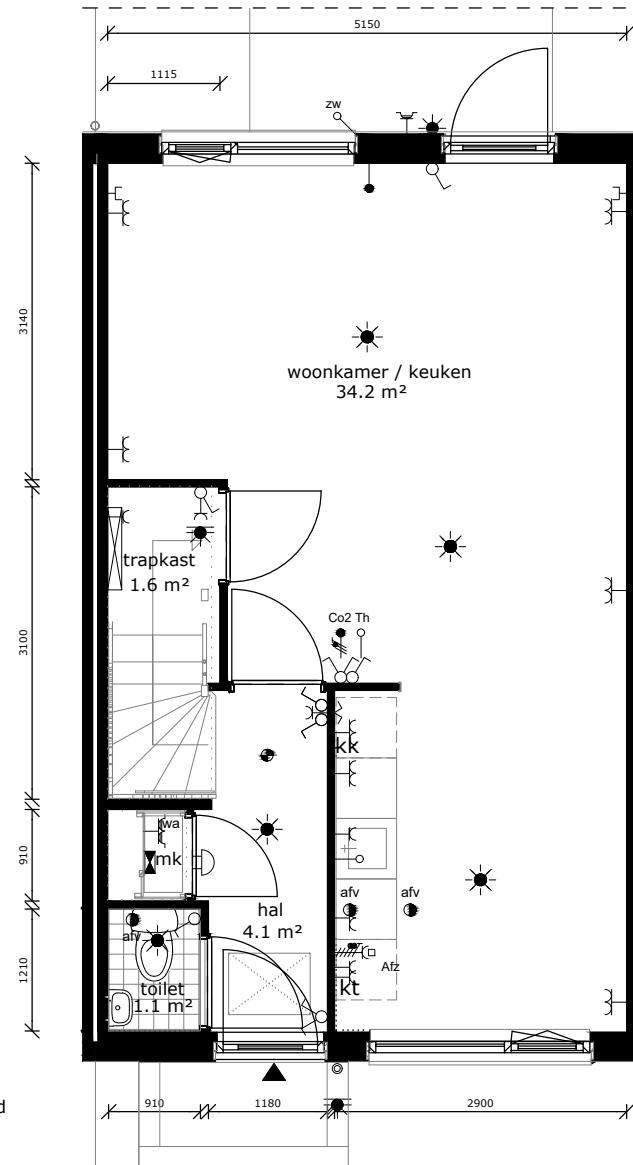 5150
1115
zw
3140
woonkamer / keuken
34.2 m²
trapkast
1.6 m²
Co2 Th
3100
kk
wa
mk
910
afv afv
hal
4.1 m²
afv
Afz
toilet
1.1 m²
kt
1210
d
910 1180 2900